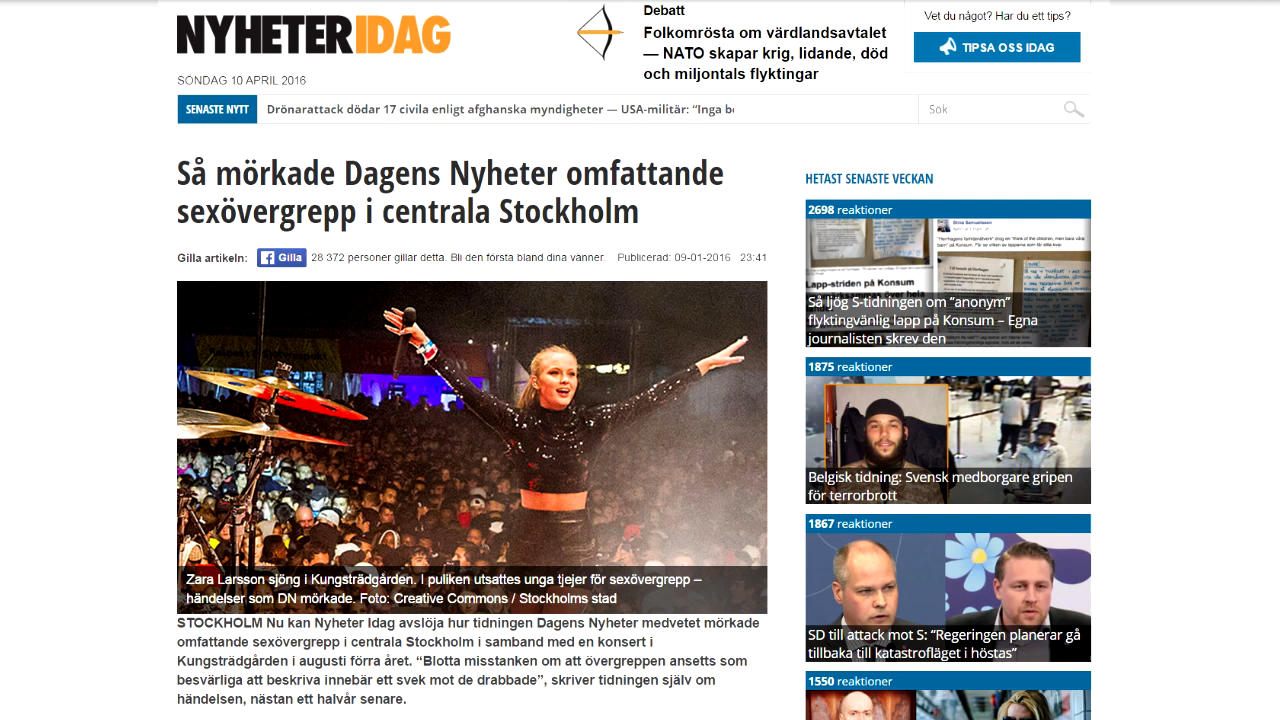 NYHETERIDAG
SÖNDAG 10 APRIL 2016
Debatt
Folkomrösta om värdlandsavtalet
— NATO skapar krig, lidande, död
och miljontals flyktingar
Vet du något? Har du ett tips?
TIPSA OSS IDAG
SENASTE NYTT Drönarattack dödar 17 civila enligt afghanska myndigheter — USA-militär: “Inga
Sök
Så mörkade Dagens Nyheter omfattande
sexövergrepp i centrala Stockholm
Gilla artikeln: Gilla 28 372 personer gillar detta. Bli den första bland dina vänner. Publicerad: 09-01-2016 23:41
Zara Larsson sjöng i Kungsträdgården. I puliken utsattes unga tjejer för sexövergrepp –
händelser som DN mörkade. Foto: Creative Commons / Stockholms stad
STOCKHOLM Nu kan Nyheter Idag avslöja hur tidningen Dagens Nyheter medvetet mörkade
omfattande sexövergrepp i centrala Stockholm i samband med en konsert i
Kungsträdgården i augusti förra året. “Blotta misstanken om att övergreppen ansetts som
besvärliga att beskriva innebär ett svek mot de drabbade”, skriver tidningen själv om
händelsen, nästan ett halvår senare.
HETAST SENASTE VECKAN
2698 reaktioner
Lapp-striden på Konsum
Så ljög S-tidningen om “anonym”
flyktingvänlig lapp på Konsum – Egna
journalisten skrev den
1875 reaktioner
Belgisk tidning: Svensk medborgare gripen
för terrorbrott
1867 reaktioner
SD till attack mot S: “Regeringen planerar gå
tillbaka till katastrofläget i höstas”
1550 reaktioner